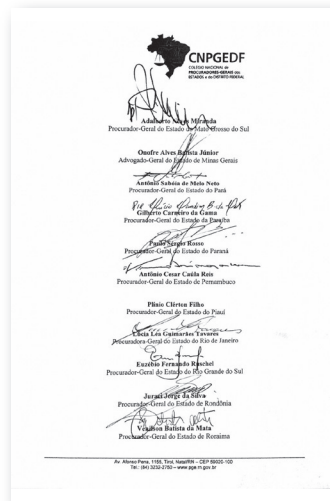 CNPGEDF
COLÉGIO NACIONAL de
PROCURADORES-GERAIS dos
ESTADOS e do DISTRITO FEDERAL
Adalberto Neves Miranda
Procurador-Geral do Estado de Mato Grosso do Sul
Onofre Alves Batista Júnior
Advogado-Geral do Estado de Minas Gerais
Antônio Sabóia de Melo Neto
Procurador-Geral do Estado do Pará
Gilberto Carneiro da Gama
Procurador-Geral do Estado da Paraíba
Paulo Sérgio Rosso
Procurador-Geral do Estado do Paraná
Antônio Cesar Caúla Reis
Procurador-Geral do Estado de Pernambuco
Plínio Clérton Filho
Procurador-Geral do Estado do Piauí
Lúcia Léa Guimarães Tavares
Procuradora-Geral do Estado do Rio de Janeiro
Euzébio Fernando Ruschel
Procurador-Geral do Estado do Rio Grande do Sul
Juraci Jorge da Silva
Procurador-Geral do Estado de Rondônia
Venilson Batista da Mata
Procurador-Geral do Estado de Roraima
Av. Afonso Pena, 1155, Tirol, Natal/RN – CEP 59020-100
Tel.: (84) 3232-2750 – www.pge.rn.gov.br